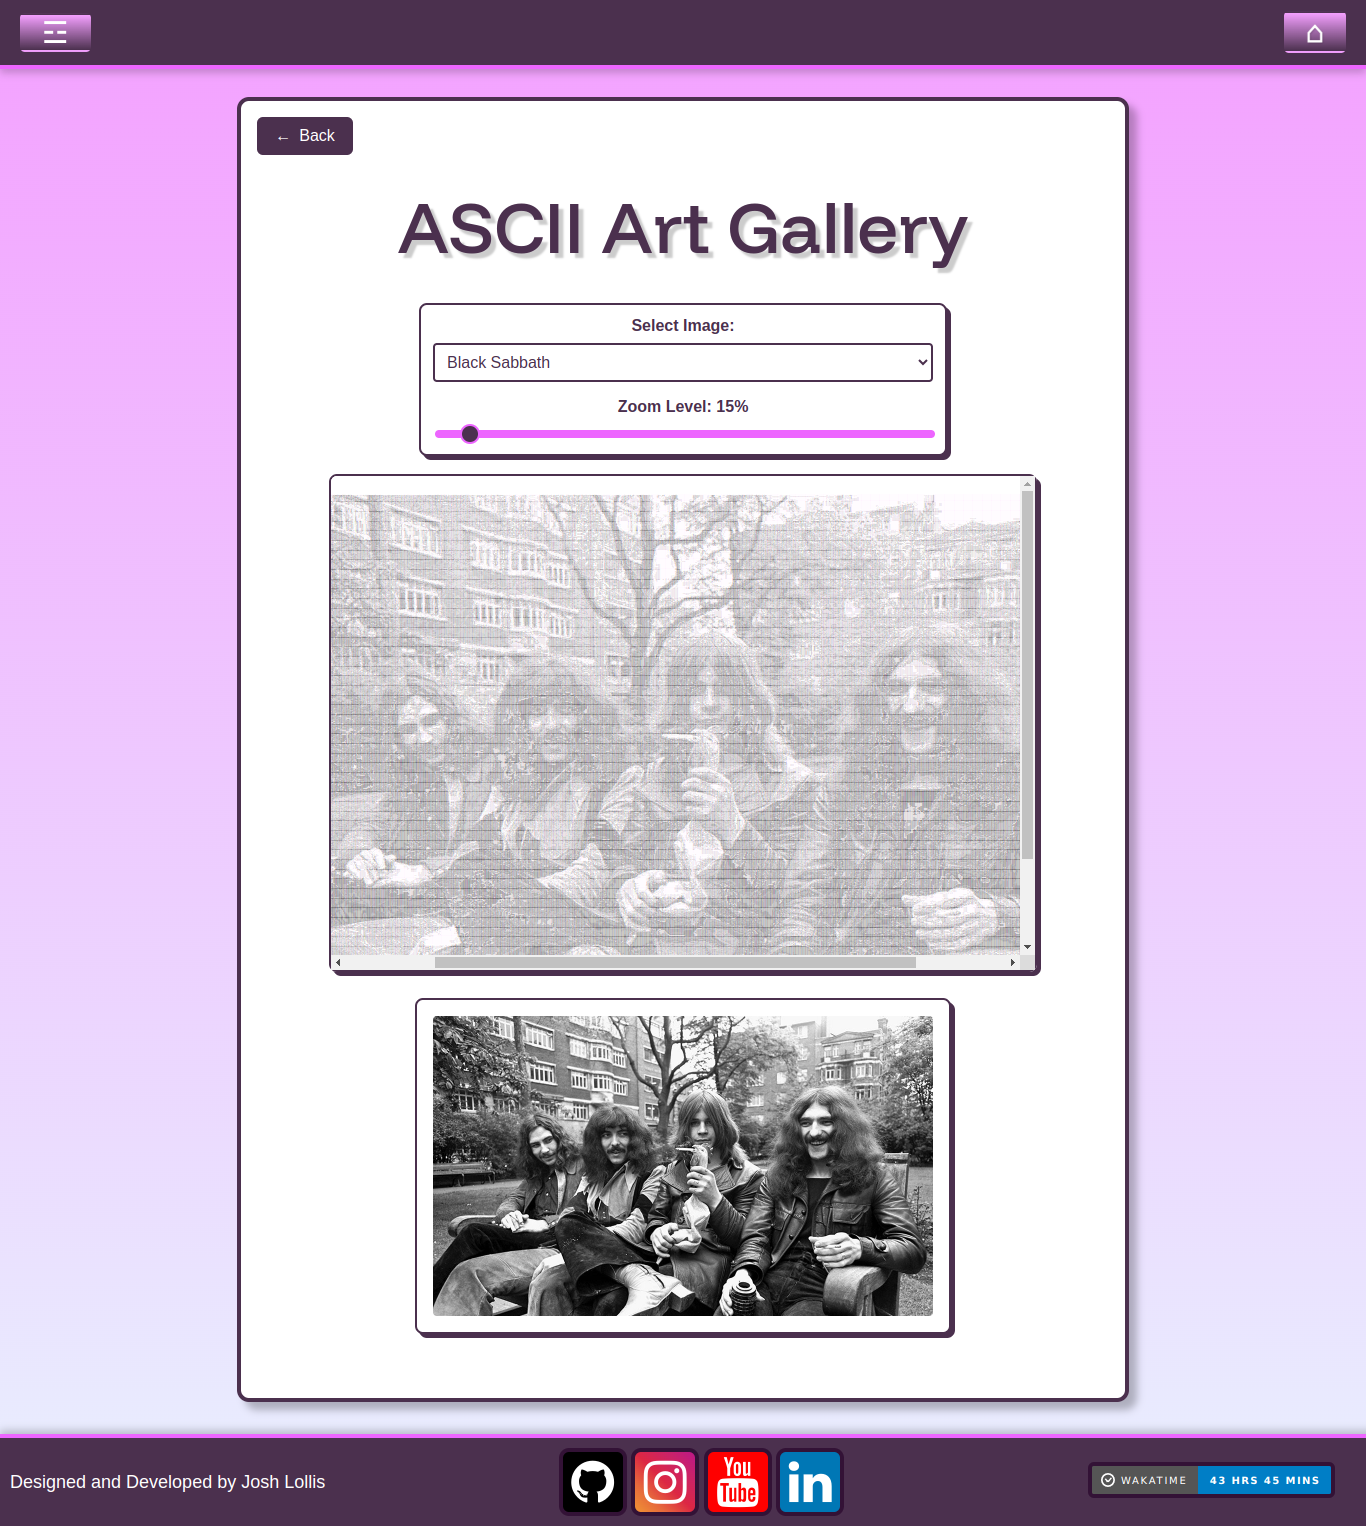 ← Back
ASCII Art Gallery
Select Image:
Black Sabbath
Zoom Level: 15%
Designed and Developed by Josh Lollis
You
Tube
in
WAKATIME
43 HRS 45 MINS